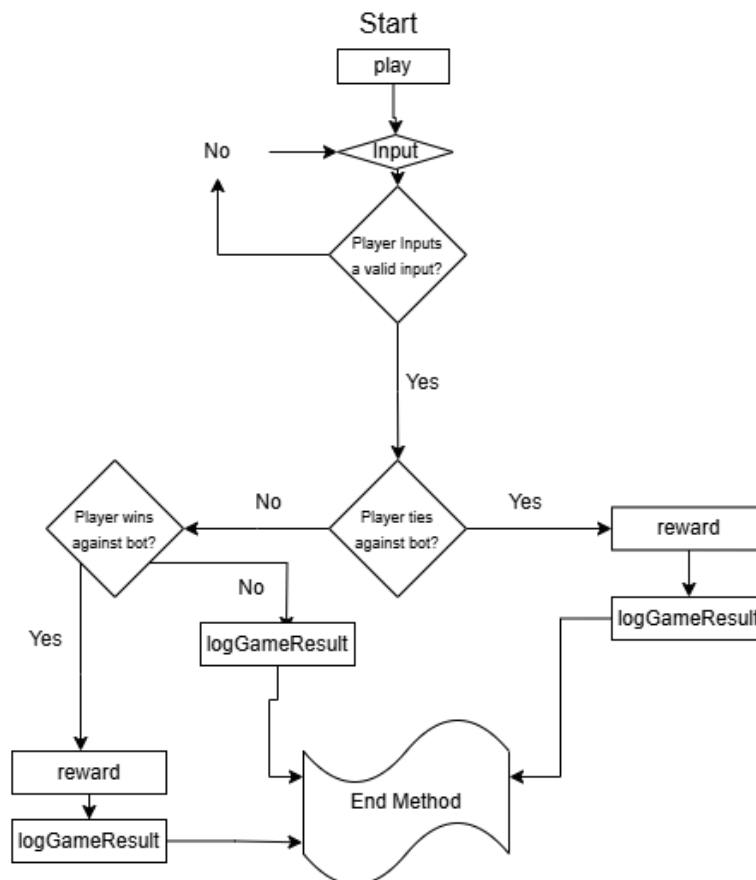 Start
play
No
Input
Player Inputs
a valid input?
Yes
Player wins
against bot?
No
Player ties
against bot?
Yes
reward
No
logGameResult
Yes
logGameResult
reward
End Method
logGameResult